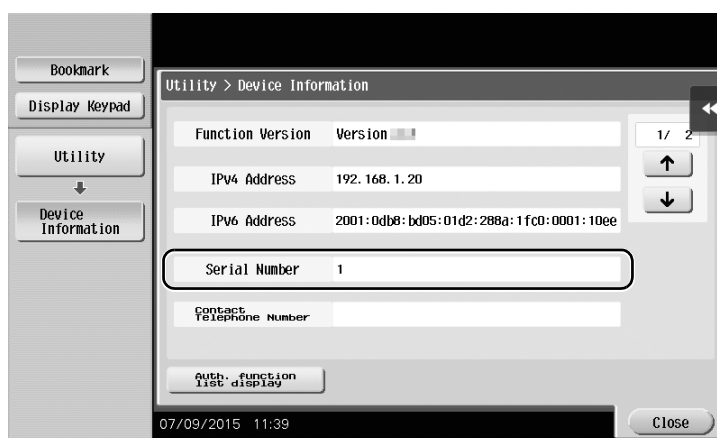 Bookmark
Display Keypad
Utility
Device
Information
Utility > Device Information
Function Version Version
1/ 2
IPv4 Address 192.168.1.20
IPv6 Address 2001:0db8:bd05:01d2:288a:1fc0:0001:10ee
Serial Number 1
Contact
Telephone Number
Auth. function
list display
07/09/2015 11:39
Close